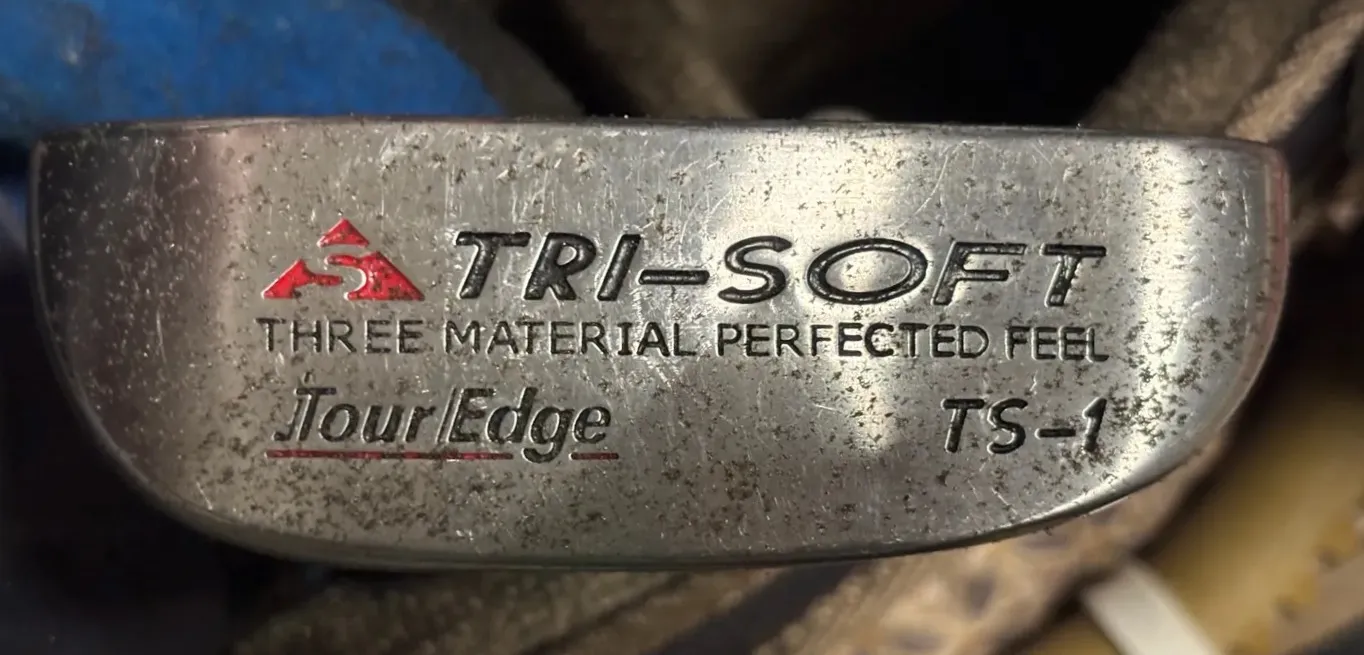 TRI-SOFT
THREE MATERIAL PERFECTED FEEL
Tour Edge TS-1